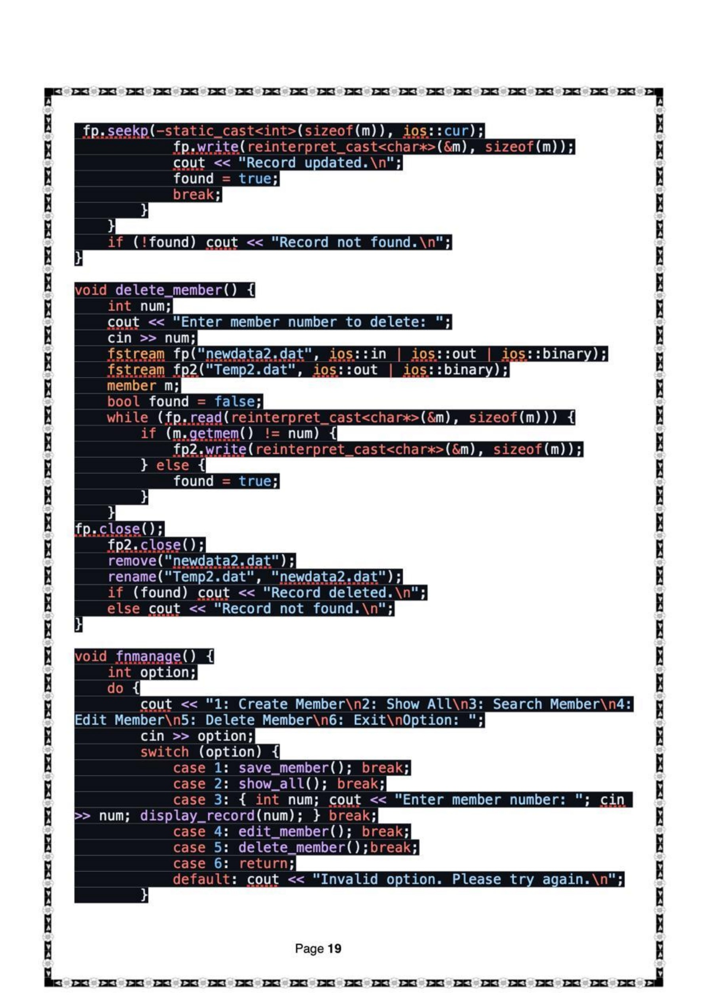 fp.seekp(-static_cast<int>(sizeof(m)), ios::cur);
            fp.write(reinterpret_cast<char*>(&m), sizeof(m));
            cout << "Record updated.\n";
            found = true;
            break;
        }
    }
    if (!found) cout << "Record not found.\n";
}

void delete_member() {
    int num;
    cout << "Enter member number to delete: ";
    cin >> num;
    fstream fp("newdata2.dat", ios::in | ios::out | ios::binary);
    fstream fp2("Temp2.dat", ios::out | ios::binary);
    member m;
    bool found = false;
    while (fp.read(reinterpret_cast<char*>(&m), sizeof(m))) {
        if (m.getmem() != num) {
            fp2.write(reinterpret_cast<char*>(&m), sizeof(m));
        } else {
            found = true;
        }
    }
fp.close();
    fp2.close();
    remove("newdata2.dat");
    rename("Temp2.dat", "newdata2.dat");
    if (found) cout << "Record deleted.\n";
    else cout << "Record not found.\n";
}

void fnmanage() {
    int option;
    do {
        cout << "1: Create Member\n2: Show All\n3: Search Member\n4:
Edit Member\n5: Delete Member\n6: Exit\nOption: ";
        cin >> option;
        switch (option) {
            case 1: save_member(); break;
            case 2: show_all(); break;
            case 3: { int num; cout << "Enter member number: "; cin
>> num; display_record(num); } break;
            case 4: edit_member(); break;
            case 5: delete_member();break;
            case 6: return;
            default: cout << "Invalid option. Please try again.\n";
        }
Page 19